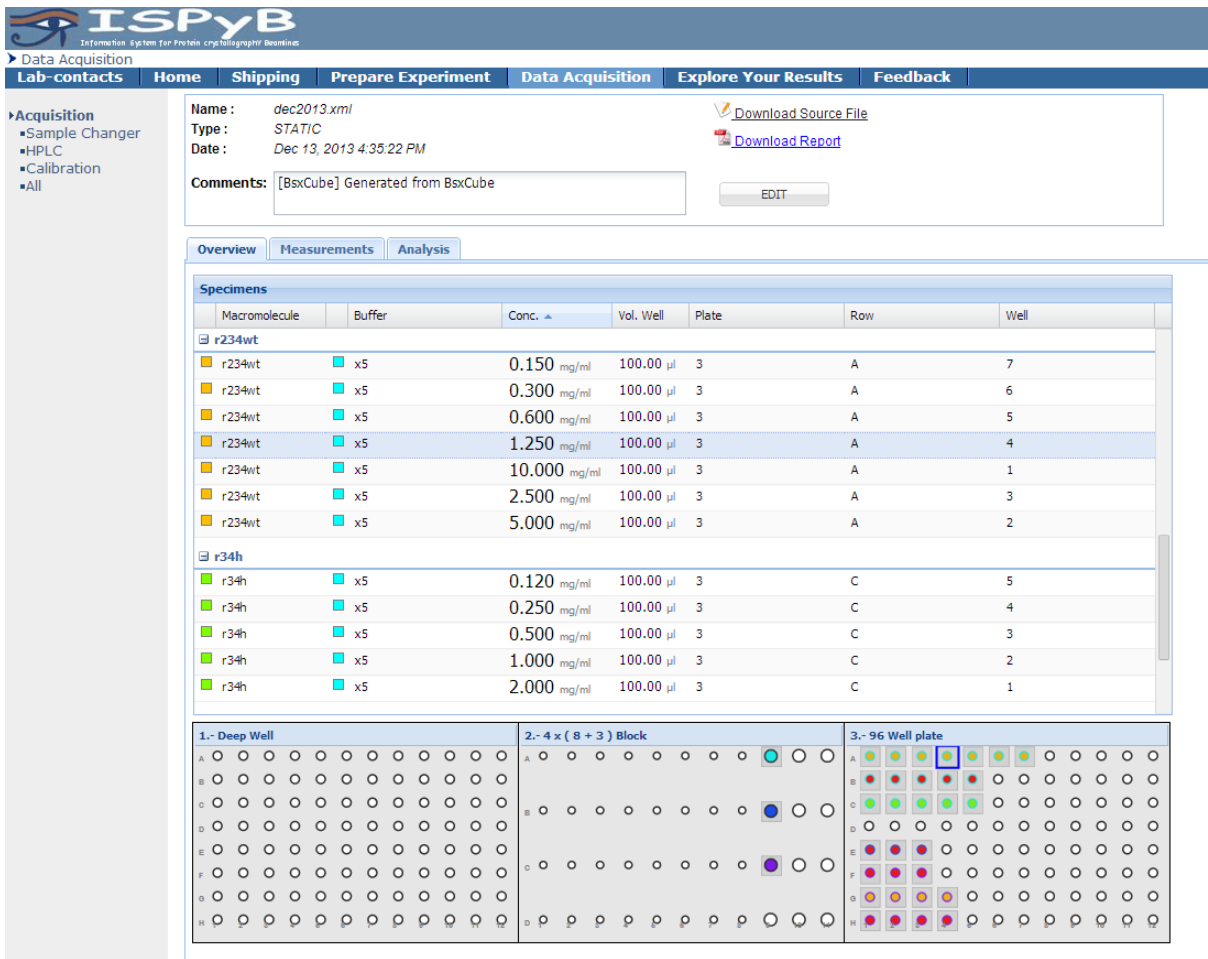 ISPyB
Information System for Protein crystallographY Beamlines
Data Acquisition
Lab-contacts Home Shipping Prepare Experiment Data Acquisition Explore Your Results Feedback
Acquisition
Sample Changer
HPLC
Calibration
All
Name : dec2013.xml
Type : STATIC
Date : Dec 13, 2013 4:35:22 PM
Comments: [BsxCube] Generated from BsxCube
Download Source File
Download Report
EDIT
Overview Measurements Analysis
Specimens
Macromolecule Buffer Conc. Vol. Well Plate Row Well
r234wt
r234wt x5 0.150 mg/ml 100.00 µl 3 A 7
r234wt x5 0.300 mg/ml 100.00 µl 3 A 6
r234wt x5 0.600 mg/ml 100.00 µl 3 A 5
r234wt x5 1.250 mg/ml 100.00 µl 3 A 4
r234wt x5 10.000 mg/ml 100.00 µl 3 A 1
r234wt x5 2.500 mg/ml 100.00 µl 3 A 3
r234wt x5 5.000 mg/ml 100.00 µl 3 A 2
r34h
r34h x5 0.120 mg/ml 100.00 µl 3 C 5
r34h x5 0.250 mg/ml 100.00 µl 3 C 4
r34h x5 0.500 mg/ml 100.00 µl 3 C 3
r34h x5 1.000 mg/ml 100.00 µl 3 C 2
r34h x5 2.000 mg/ml 100.00 µl 3 C 1
1.- Deep Well
A
B
C
D
E
F
G
H
2.- 4 x ( 8 + 3 ) Block
A
B
C
D
3.- 96 Well plate
A
B
C
D
E
F
G
H